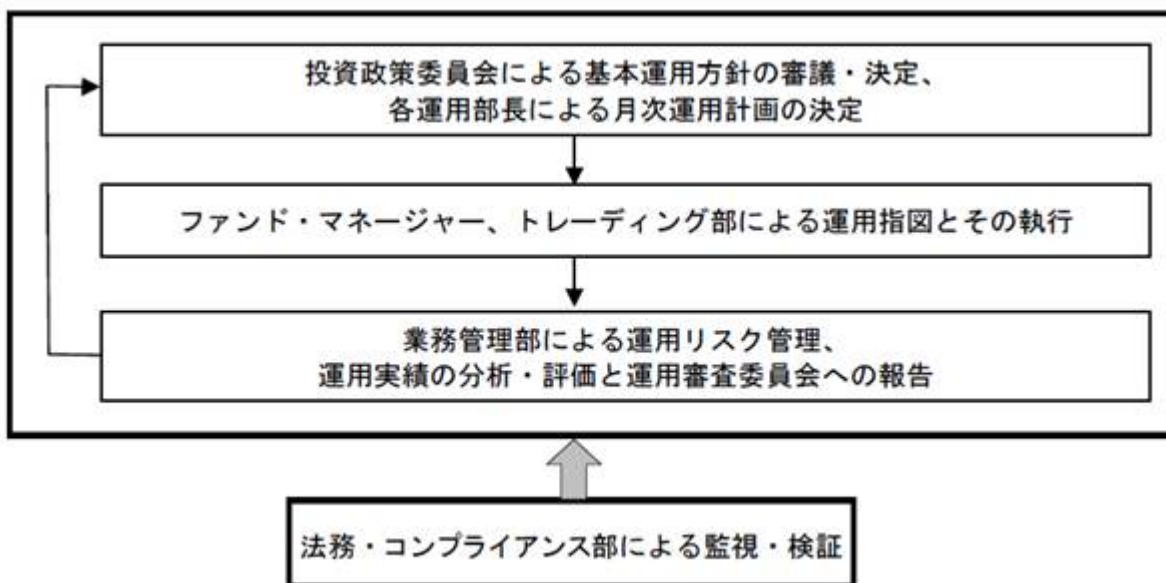 投資政策委員会による基本運用方針の審議・決定、
各運用部長による月次運用計画の決定
ファンド・マネージャー、トレーディング部による運用指図とその執行
業務管理部による運用リスク管理、
運用実績の分析・評価と運用審査委員会への報告
法務・コンプライアンス部による監視・検証